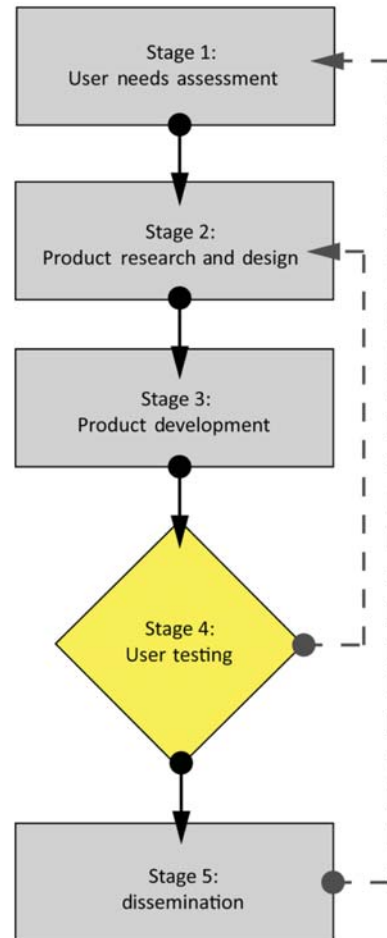 Stage 1:
User needs assessment
Stage 2:
Product research and design
Stage 3:
Product development
Stage 4:
User testing
Stage 5:
dissemination